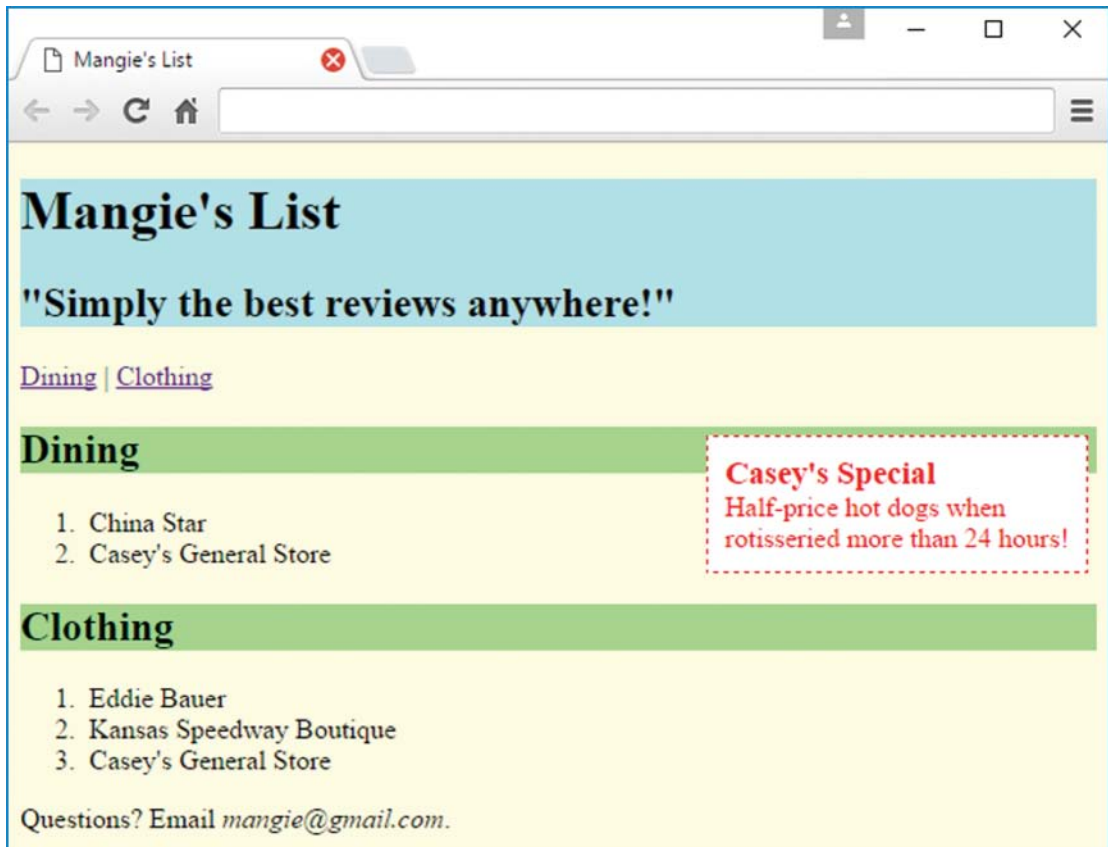 Mangie's List
Mangie's List
"Simply the best reviews anywhere!"
Dining | Clothing
Dining
Casey's Special
Half-price hot dogs when
rotisseried more than 24 hours!
1. China Star
2. Casey's General Store
Clothing
1. Eddie Bauer
2. Kansas Speedway Boutique
3. Casey's General Store
Questions? Email mangie@gmail.com.